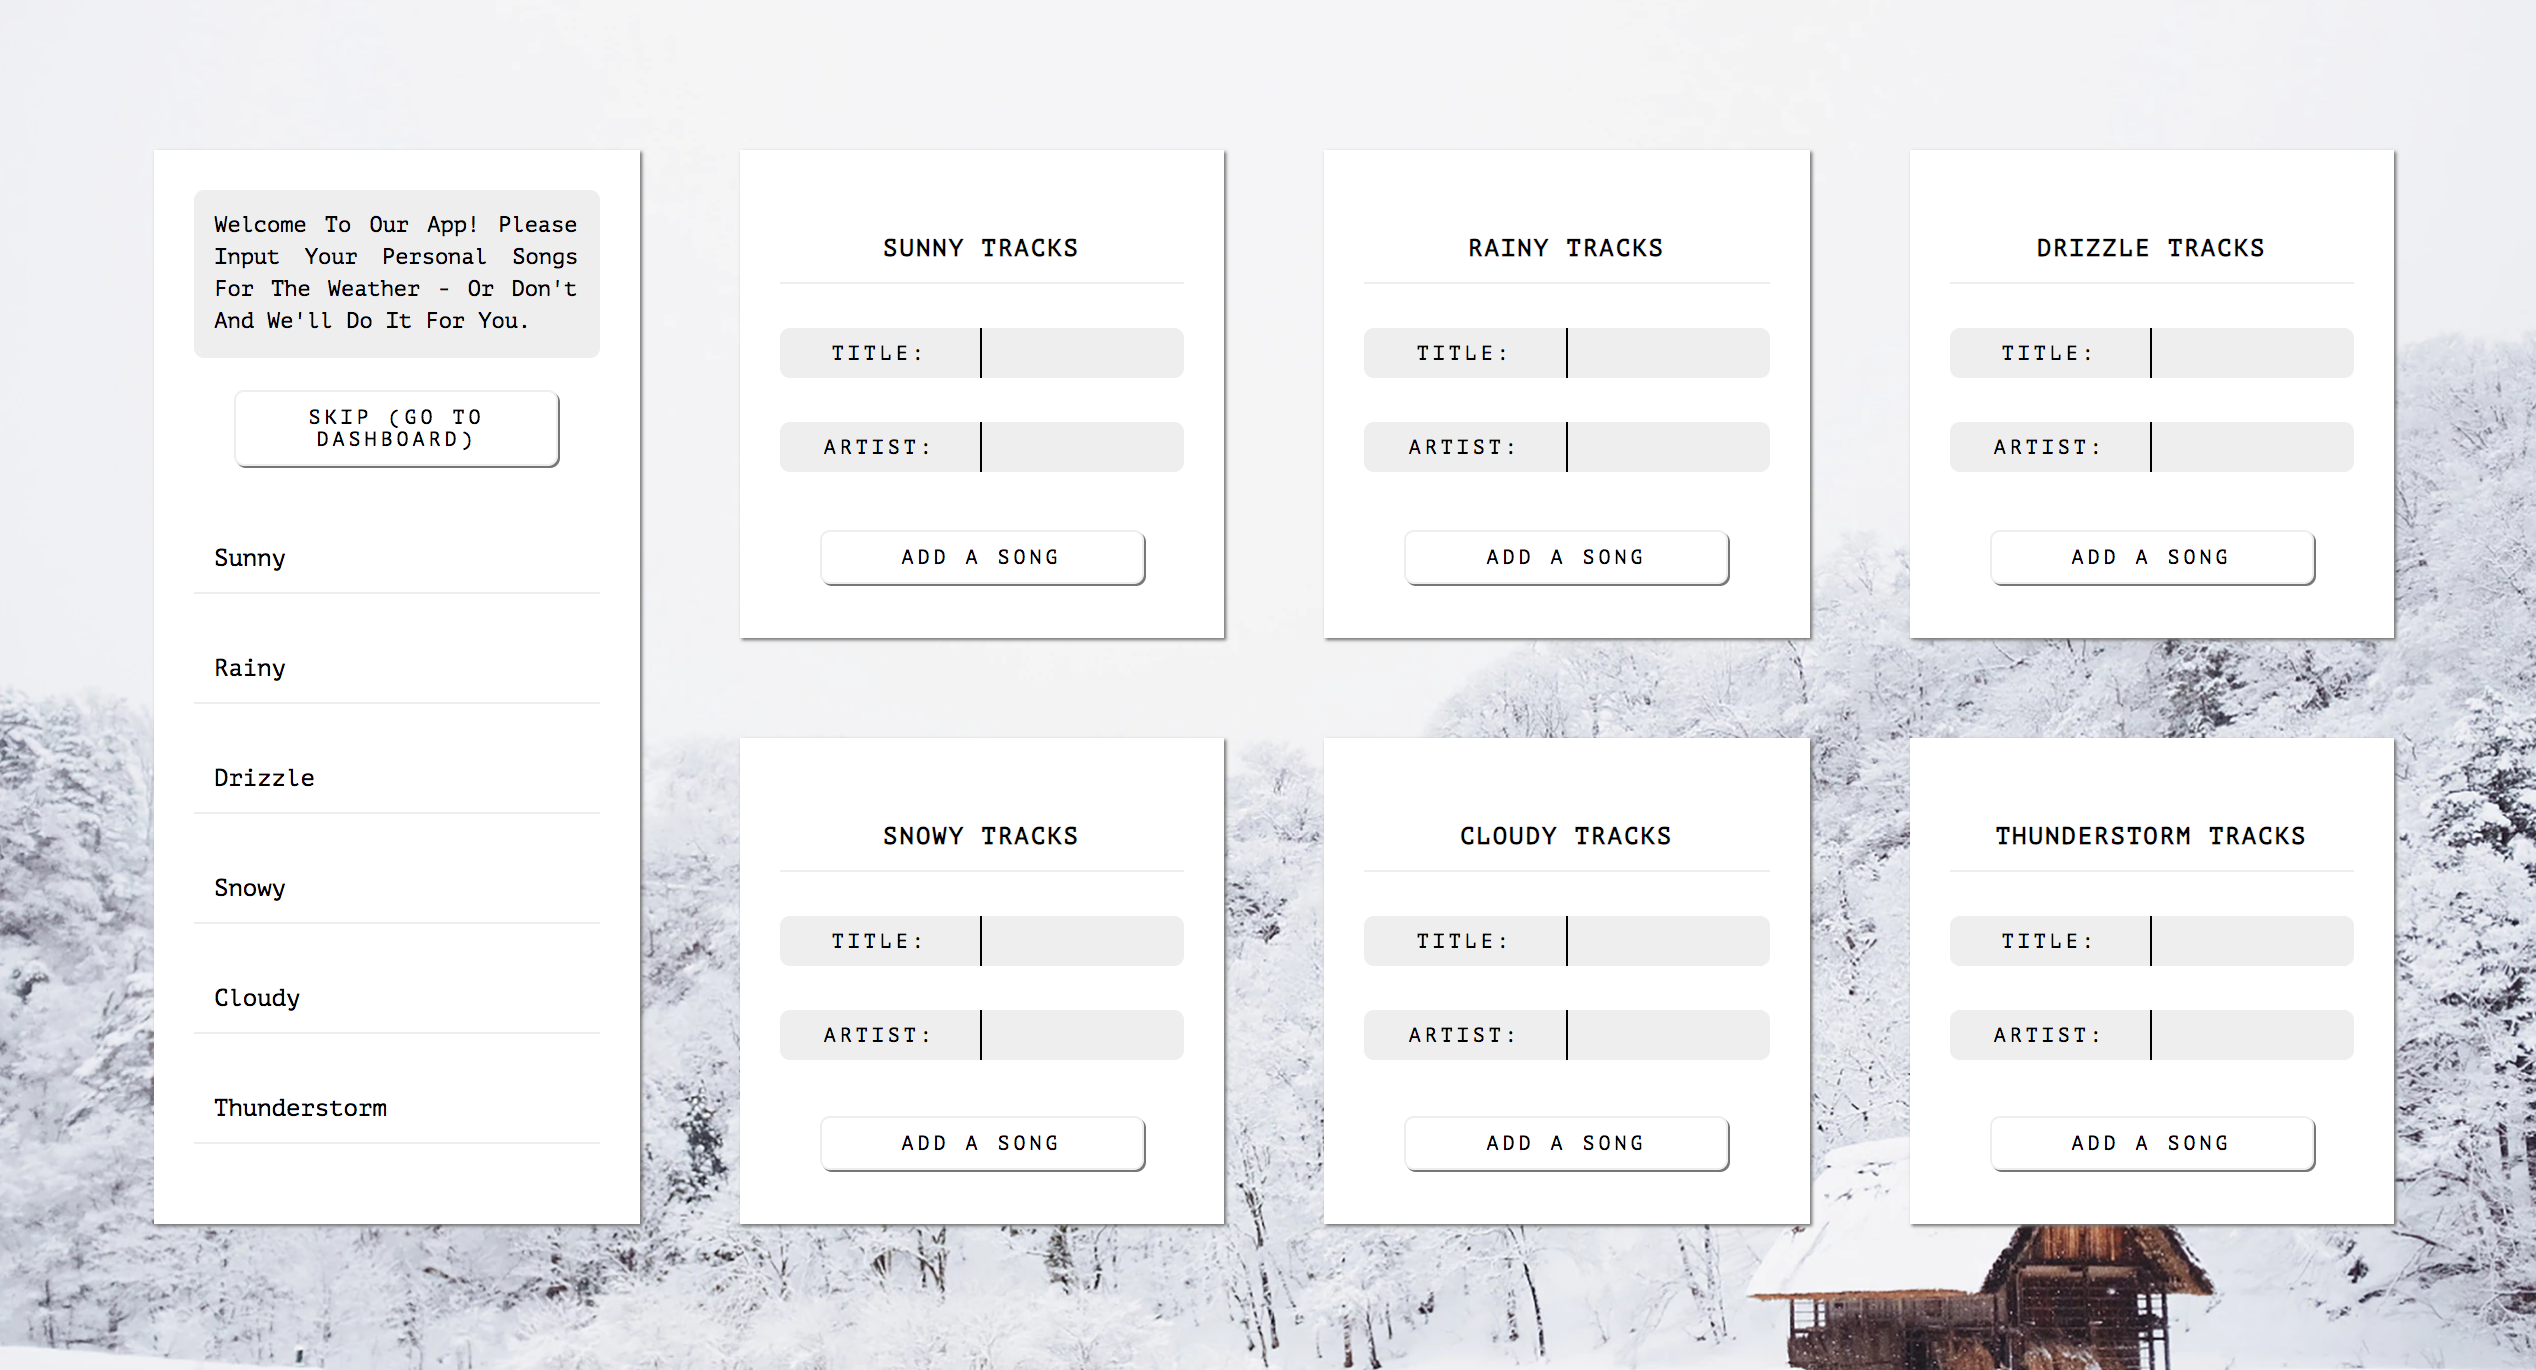 Welcome To Our App! Please
Input Your Personal Songs
For The Weather - Or Don't
And We'll Do It For You.
SKIP (GO TO
DASHBOARD)
Sunny
Rainy
Drizzle
Snowy
Cloudy
Thunderstorm
SUNNY TRACKS
TITLE:
ARTIST:
ADD A SONG
RAINY TRACKS
TITLE:
ARTIST:
ADD A SONG
DRIZZLE TRACKS
TITLE:
ARTIST:
ADD A SONG
SNOWY TRACKS
TITLE:
ARTIST:
ADD A SONG
CLOUDY TRACKS
TITLE:
ARTIST:
ADD A SONG
THUNDERSTORM TRACKS
TITLE:
ARTIST:
ADD A SONG